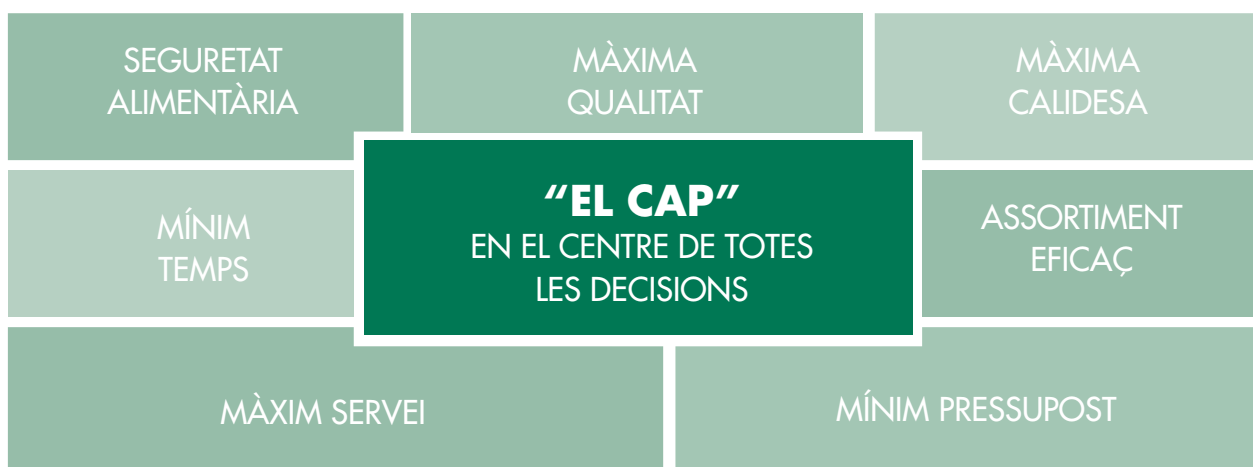 SEGURETAT
ALIMENTÀRIA
MÀXIMA
QUALITAT
MÀXIMA
CALIDESA
MÍNIM
TEMPS
“EL CAP”
EN EL CENTRE DE TOTES
LES DECISIONS
ASSORTIMENT
EFICAÇ
MÀXIM SERVEI
MÍNIM PRESSUPOST